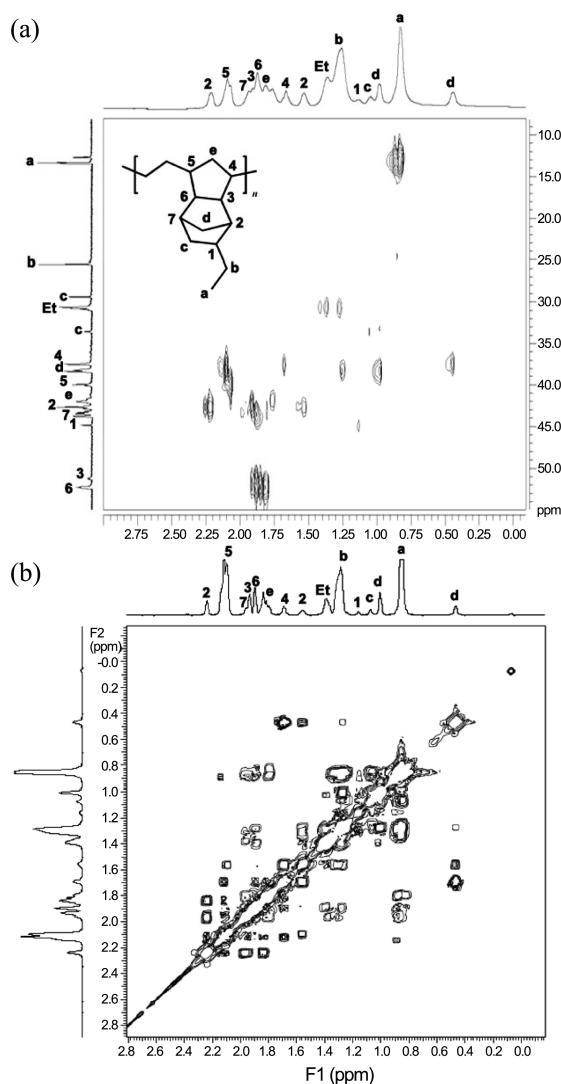 (a)
a
b
6
5
3
Et
7
e
d
2
4
2
1
c
d
a
b
c
Et
c
4
d
5
e
2
7
1
3
6
e
5
4
n
6
3
7
d
2
c
1
b
a
10.0
15.0
20.0
25.0
30.0
35.0
40.0
45.0
50.0
ppm
3.00
2.75
2.50
2.25
2.00
1.75
1.50
1.25
1.00
0.75
0.50
0.25
-0.00
(b)
5
a
b
6
3
2
7
e
Et
d
4
2
1
c
d
F2
(ppm)
-0.0
0.2
0.4
0.6
0.8
1.0
1.2
1.4
1.6
1.8
2.0
2.2
2.4
2.6
2.8
2.8
2.6
2.4
2.2
2.0
1.8
1.6
1.4
1.2
1.0
0.8
0.6
0.4
0.2
0.0
F1 (ppm)